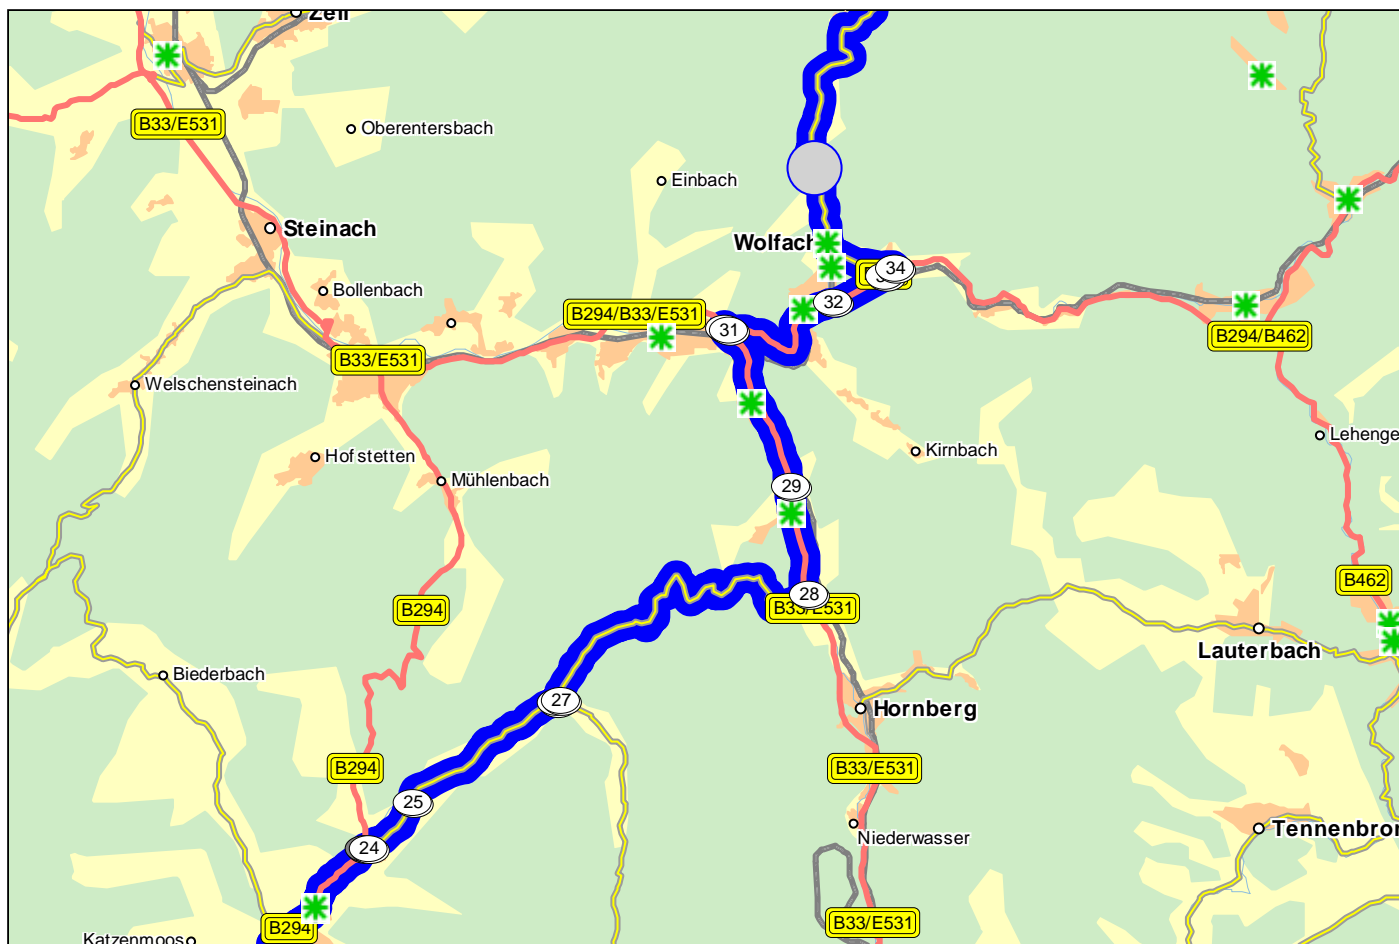 Zell
B33/E531
Oberentersbach
Einbach
Steinach
Wolfach
34
Bollenbach
32
B294/B33/E531
31
B294/B462
B33/E531
Welschensteinach
Lehenge
Kirnbach
Hofstetten
Mühlenbach
29
B462
28
B33/E531
B294
Lauterbach
Biederbach
27
Hornberg
B294
B33/E531
25
Tennenbron
Niederwasser
24
B33/E531
B294
Katzenmoos